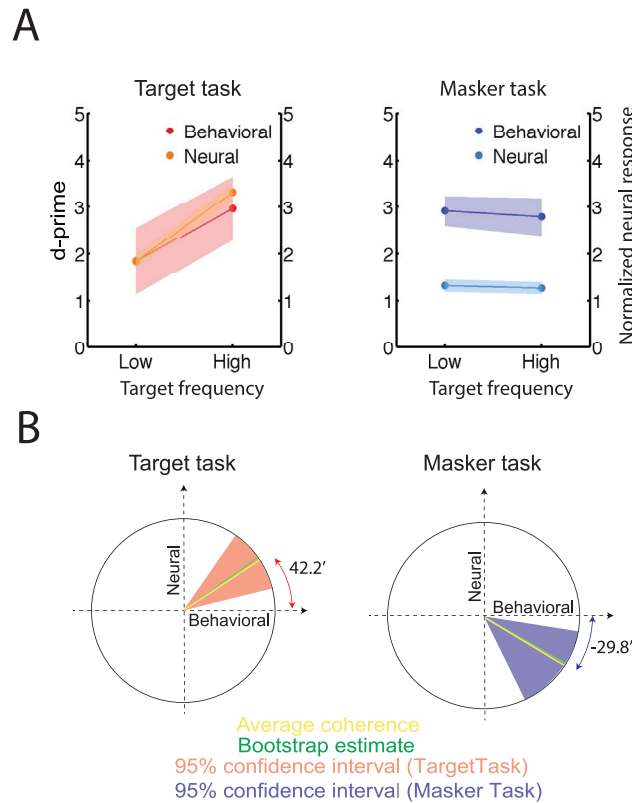 A
Target task
Masker task
5 5 5 5
Behavioral Behavioral
Neural Neural
4 4 4 4
3 3 3 3
2 2 2 2
1 1 1 1
0 0 0 0
d-prime
Normalized neural response
Low High Low High
Target frequency Target frequency
B
Target task Masker task
Neural
Behavioral
42.2'
Neural
Behavioral
-29.8'
Average coherence
Bootstrap estimate
95% confidence interval (TargetTask)
95% confidence interval (Masker Task)